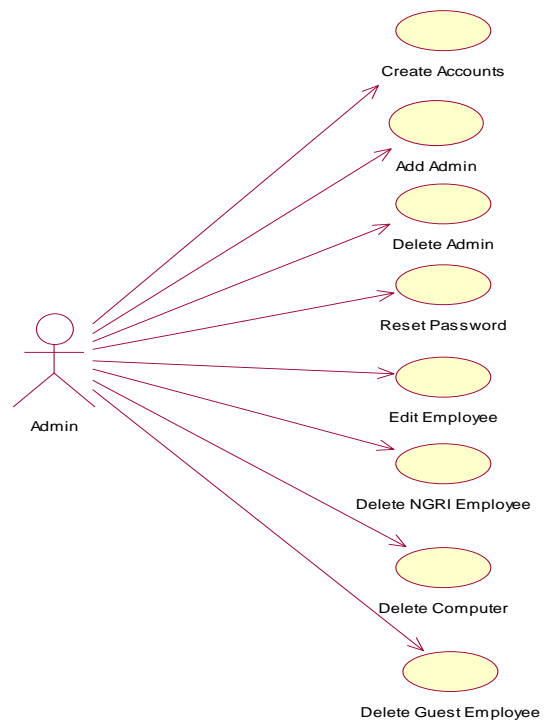 Create Accounts
Add Admin
Delete Admin
Reset Password
Edit Employee
Admin
Delete NGRI Employee
Delete Computer
Delete Guest Employee